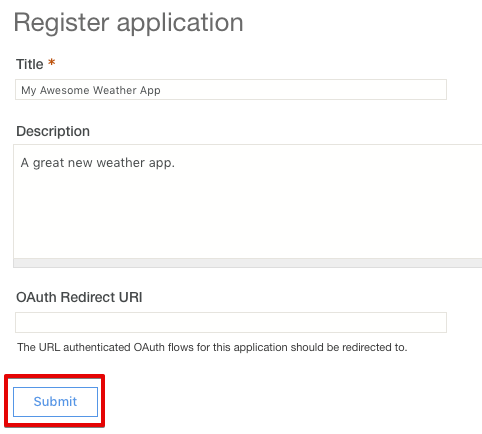 Register application
Title *
My Awesome Weather App
Description
A great new weather app.
OAuth Redirect URI
The URL authenticated OAuth flows for this application should be redirected to.
Submit